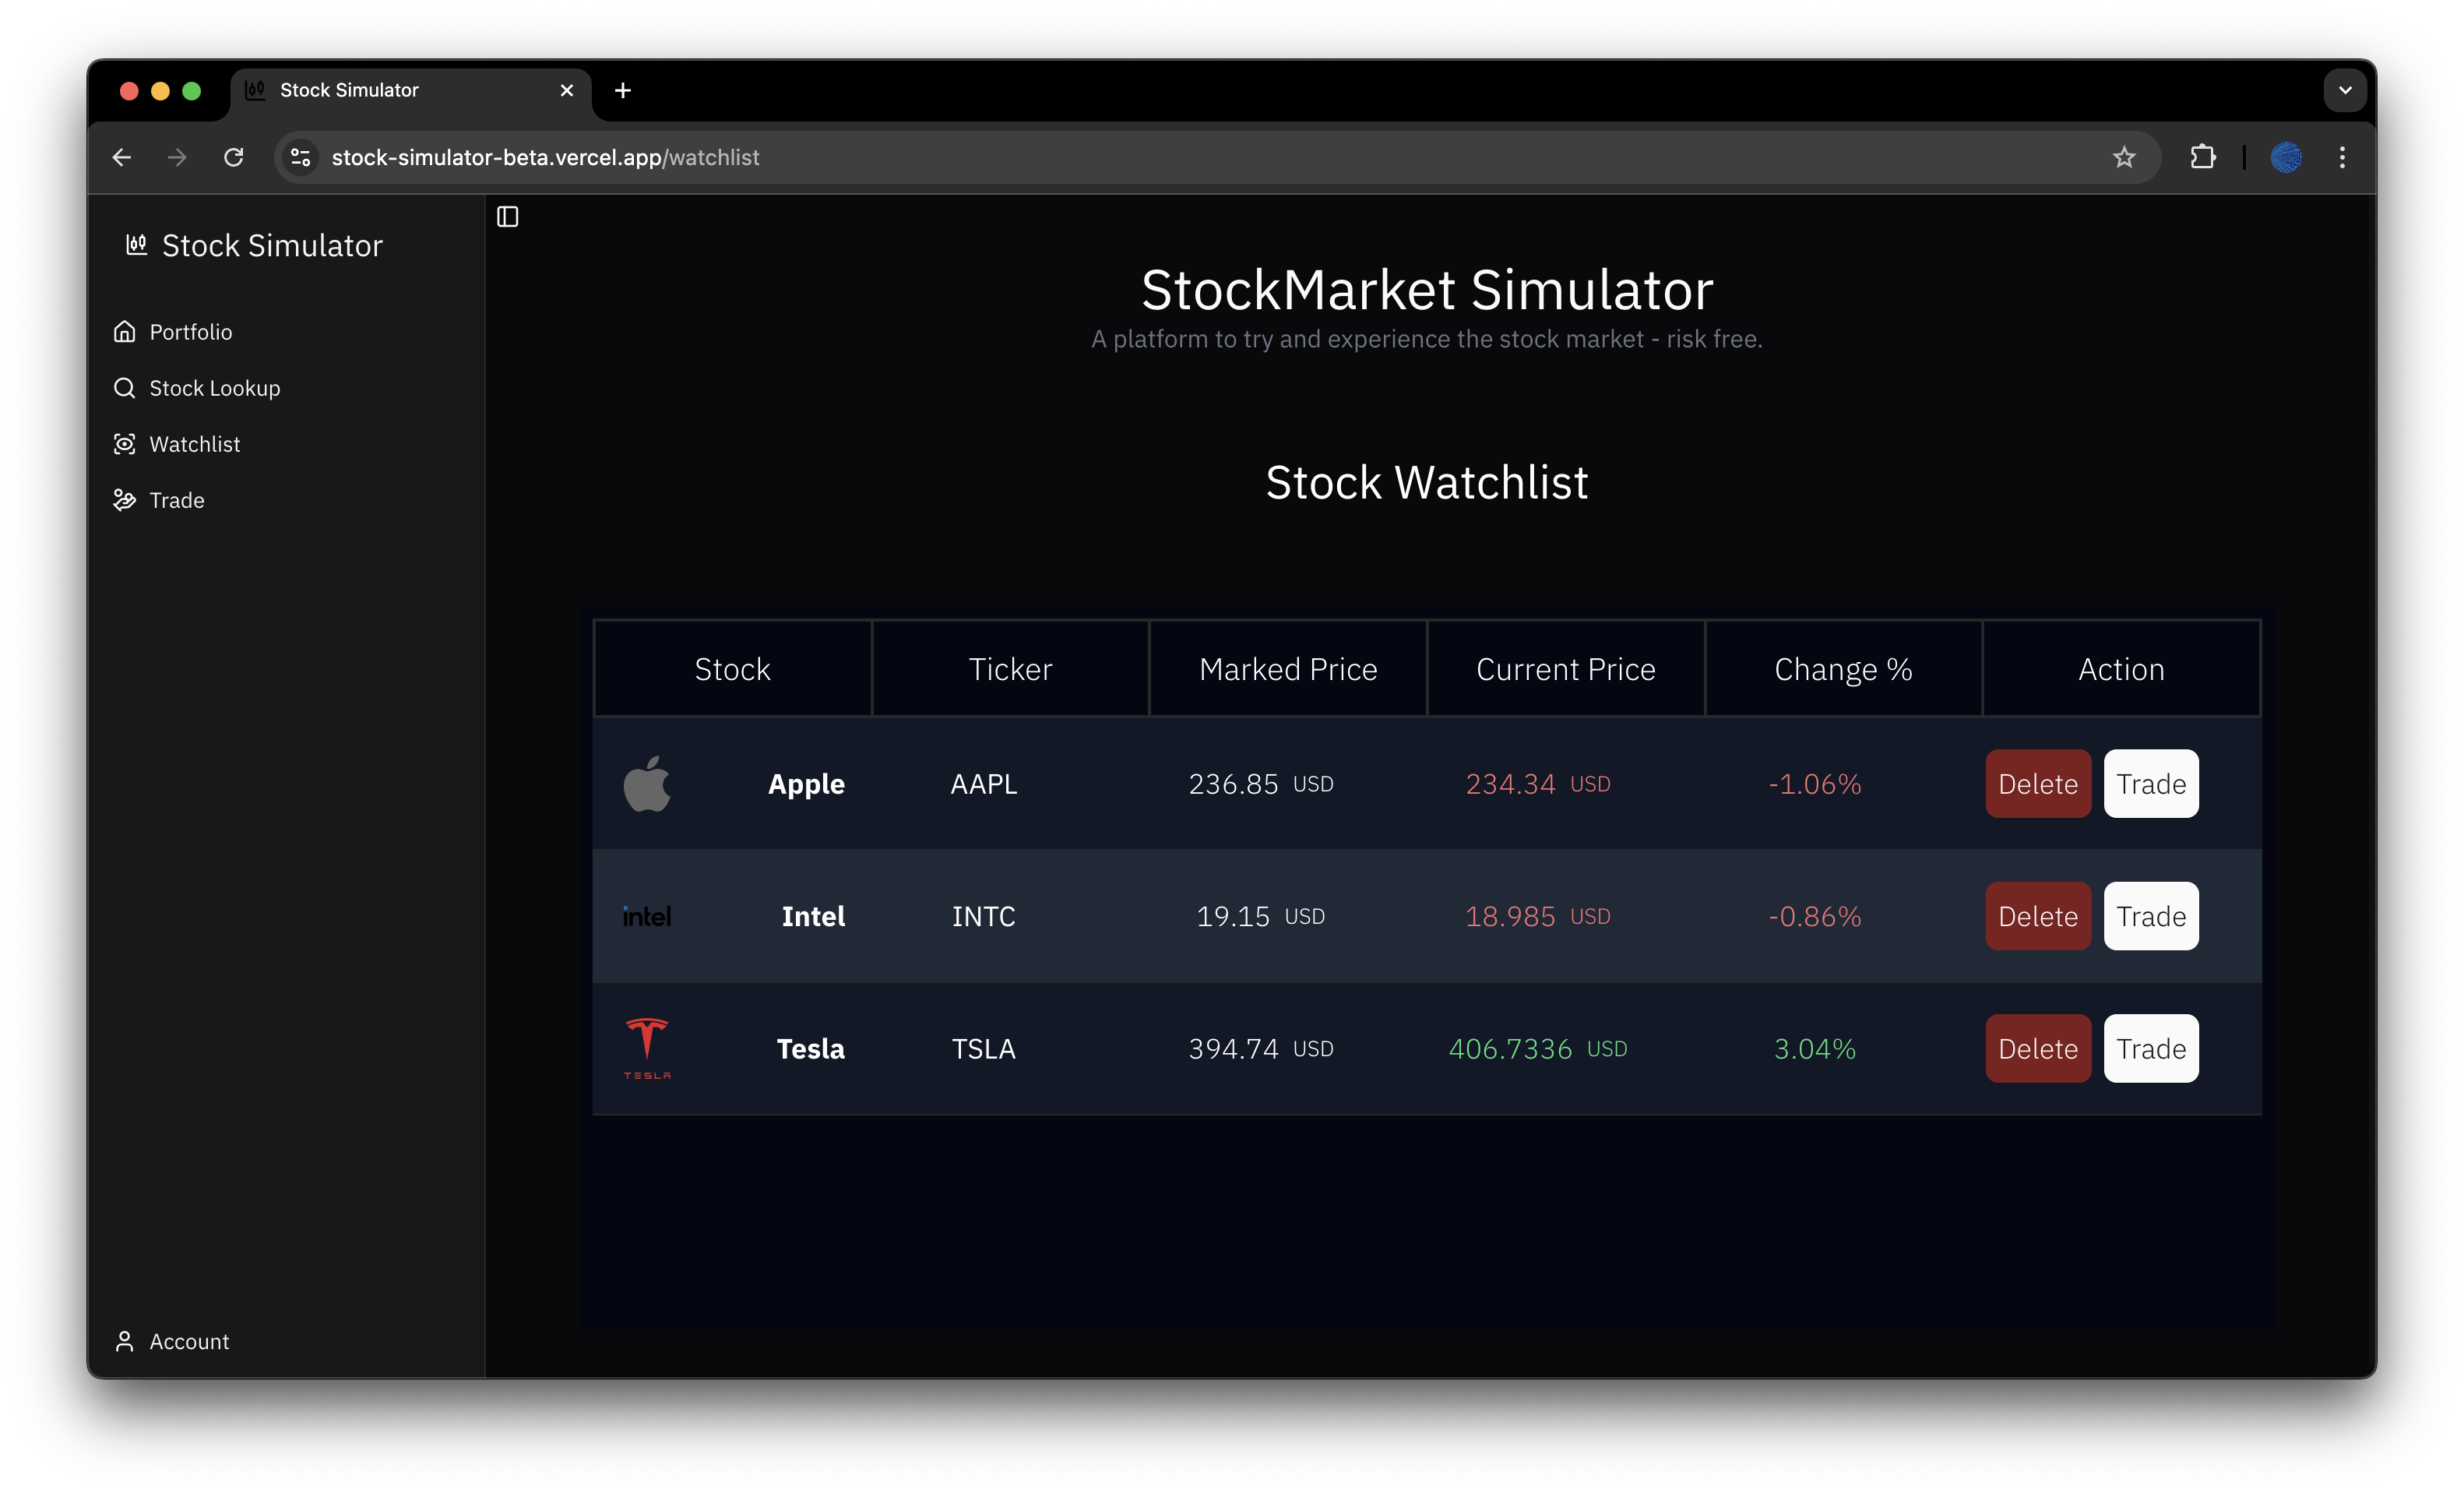 Stock Simulator
stock-simulator-beta.vercel.app/watchlist
Stock Simulator
Portfolio
Stock Lookup
Watchlist
Trade
Account
StockMarket Simulator
A platform to try and experience the stock market - risk free.
Stock Watchlist
Stock Ticker Marked Price Current Price Change % Action
Apple AAPL 236.85 USD 234.34 USD -1.06% Delete Trade
intel Intel INTC 19.15 USD 18.985 USD -0.86% Delete Trade
TESLA Tesla TSLA 394.74 USD 406.7336 USD 3.04% Delete Trade